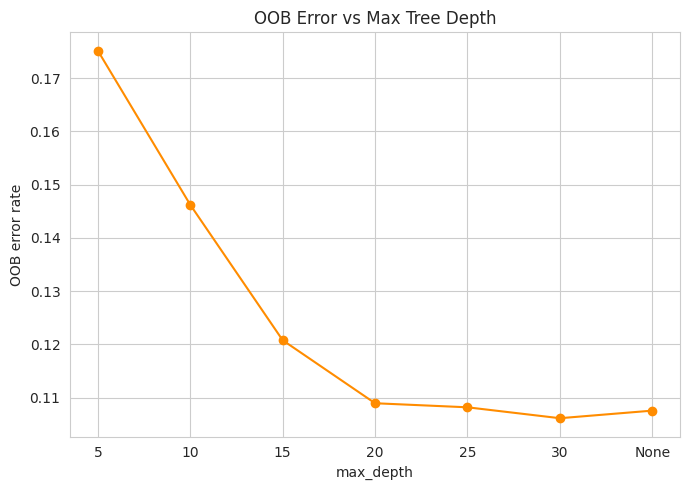 OOB Error vs Max Tree Depth
OOB error rate
0.17
0.16
0.15
0.14
0.13
0.12
0.11
5 10 15 20 25 30 None
max_depth